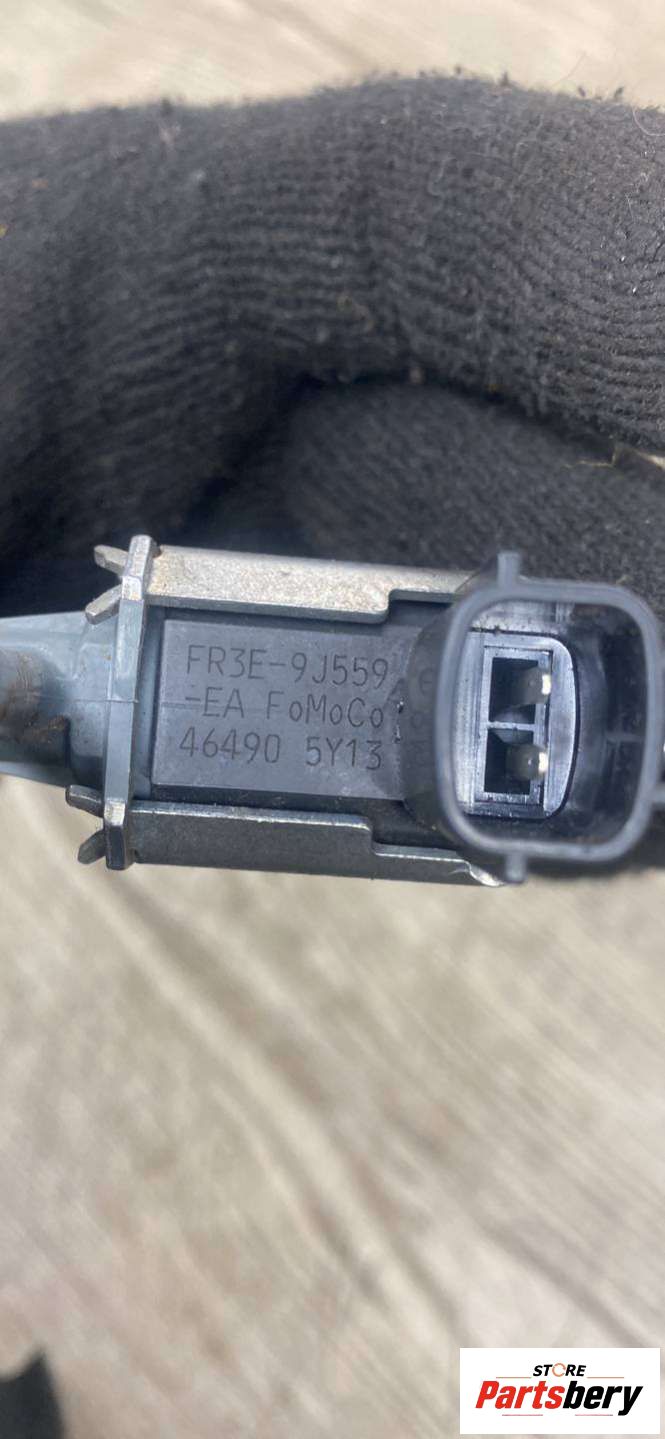 FR3E-9J559
-EA FoMoCo
46490 5Y13
STORE
Partsbery